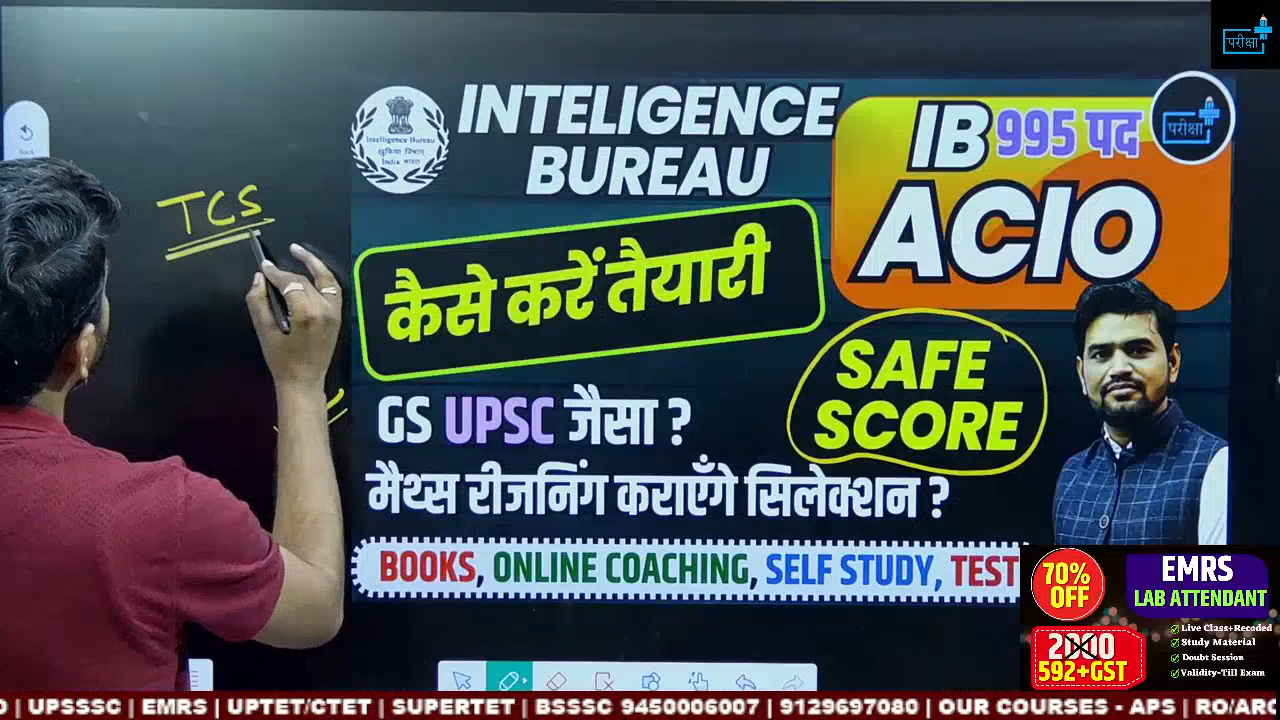 परीक्षा
Back
TCS
Intelligence Bureau
खुफिया विभाग
India भारत
INTELIGENCE
BUREAU
IB 995 पद
परीक्षा
ACIO
कैसे करें तैयारी
SAFE
SCORE
GS UPSC जैसा ?
मैथ्स रीजनिंग कराएँगे सिलेक्शन ?
BOOKS, ONLINE COACHING, SELF STUDY, TEST
70%
OFF
EMRS
LAB ATTENDANT
2000
592+GST
Live Class+Recoded
Study Material
Doubt Session
Validity-Till Exam
| UPSSSC | EMRS | UPTET/CTET | SUPERTET | BSSSC 9450006007 | 9129697080 | OUR COURSES - APS | RO/ARO